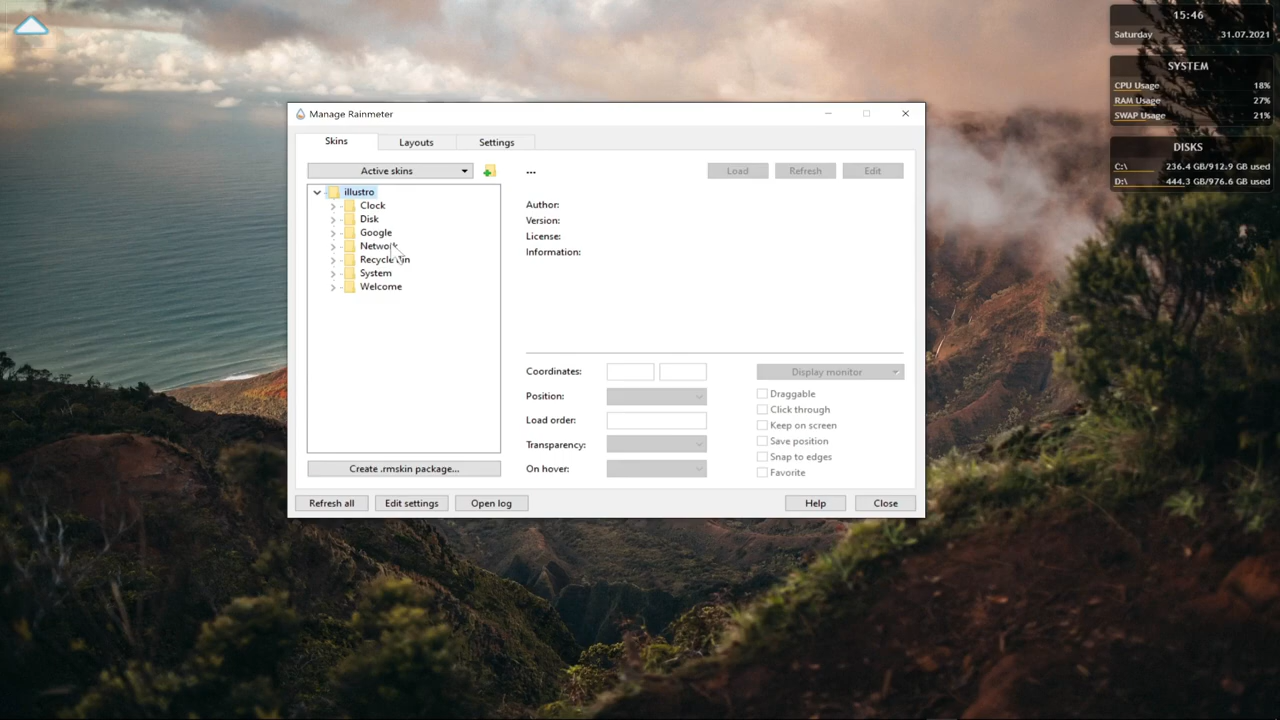 Manage Rainmeter
Skins
Layouts
Settings
Active skins
...
Load
Refresh
Edit
illustro
Clock
Disk
Google
Network
Recycle Bin
System
Welcome
Author:
Version:
License:
Information:
Coordinates:
Display monitor
Position:
Load order:
Transparency:
On hover:
Draggable
Click through
Keep on screen
Save position
Snap to edges
Favorite
Create .rmskin package...
Refresh all
Edit settings
Open log
Help
Close
15:46
Saturday 31.07.2021
SYSTEM
CPU Usage 18%
RAM Usage 27%
SWAP Usage 21%
DISKS
C:\ 236.4 GB/912.9 GB used
D:\ 444.3 GB/976.6 GB used